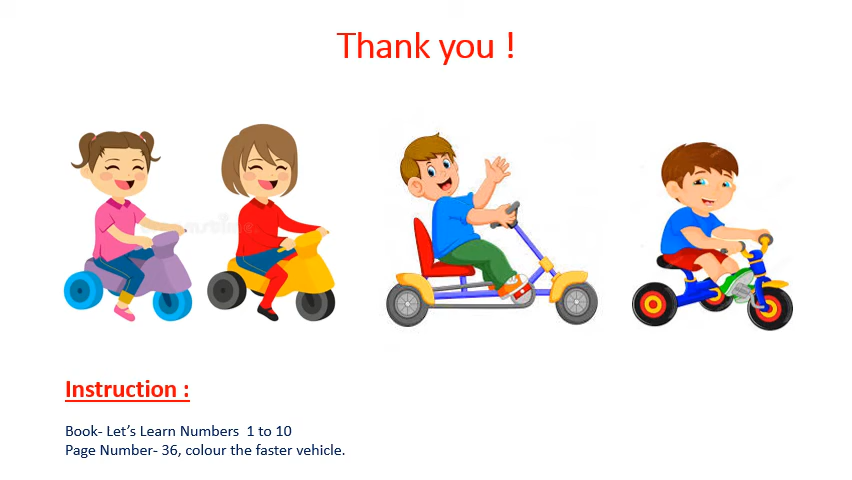 Thank you !
Instruction :
Book- Let's Learn Numbers  1 to 10
Page Number- 36, colour the faster vehicle.